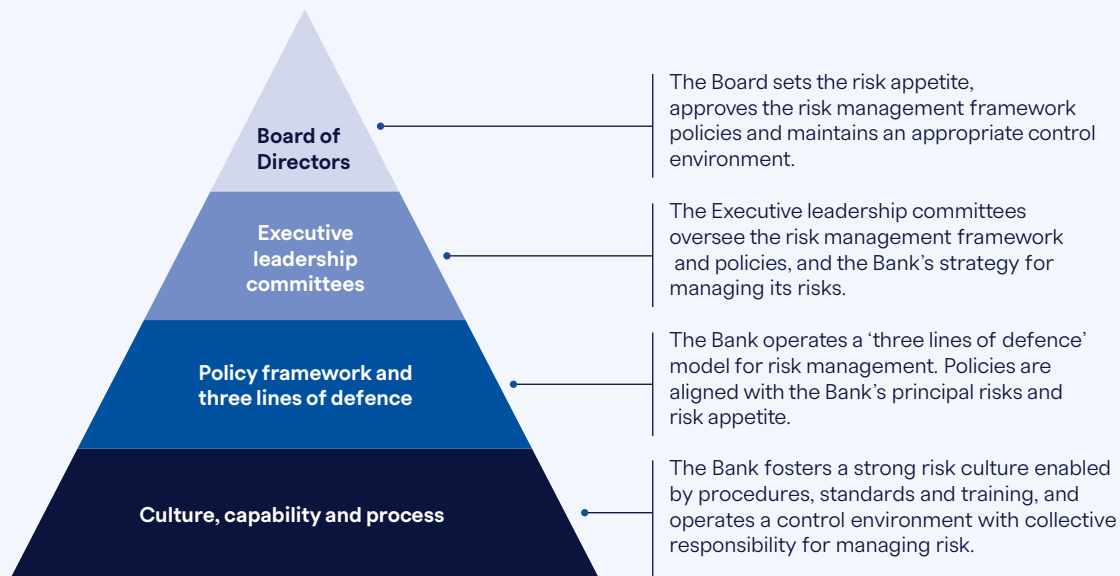 Board of
Directors
The Board sets the risk appetite,
approves the risk management framework
policies and maintains an appropriate control
environment.
Executive
leadership
committees
The Executive leadership committees
oversee the risk management framework
and policies, and the Bank’s strategy for
managing its risks.
Policy framework and
three lines of defence
The Bank operates a ‘three lines of defence’
model for risk management. Policies are
aligned with the Bank’s principal risks and
risk appetite.
Culture, capability and process
The Bank fosters a strong risk culture enabled
by procedures, standards and training, and
operates a control environment with collective
responsibility for managing risk.